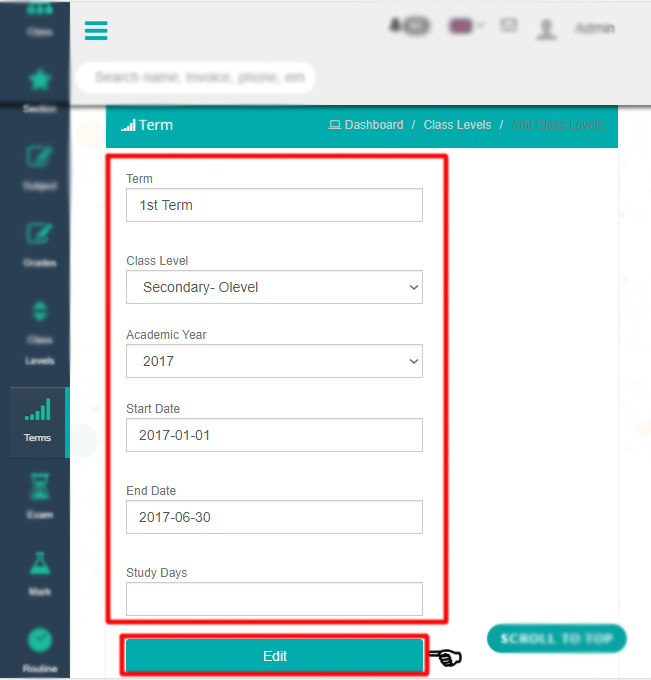 Class
Admin
Search name, Invoice, phone, em
Section
Term
Dashboard / Class Levels / Add Class Levels
Subject
Grades
Class
Levels
Terms
Exam
Mark
Routine
Term
1st Term
Class Level
Secondary- Olevel
Academic Year
2017
Start Date
2017-01-01
End Date
2017-06-30
Study Days
SCROLL TO TOP
Edit